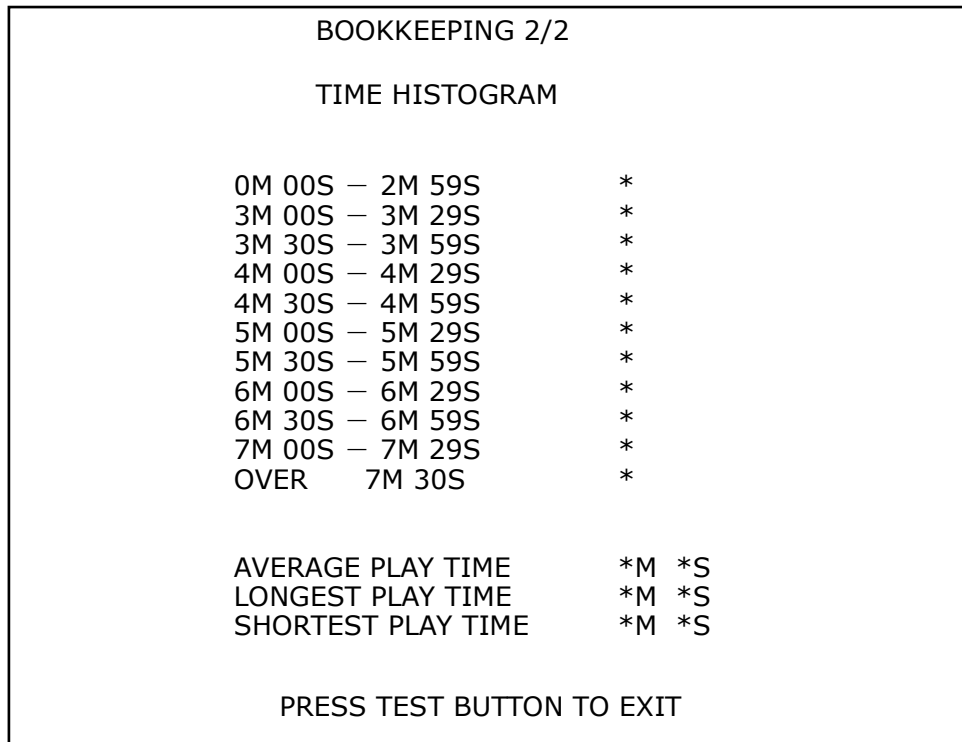 BOOKKEEPING 2/2
TIME HISTOGRAM
0M 00S － 2M 59S *
3M 00S － 3M 29S *
3M 30S － 3M 59S *
4M 00S － 4M 29S *
4M 30S － 4M 59S *
5M 00S － 5M 29S *
5M 30S － 5M 59S *
6M 00S － 6M 29S *
6M 30S － 6M 59S *
7M 00S － 7M 29S *
OVER 7M 30S *
AVERAGE PLAY TIME *M *S
LONGEST PLAY TIME *M *S
SHORTEST PLAY TIME *M *S
PRESS TEST BUTTON TO EXIT